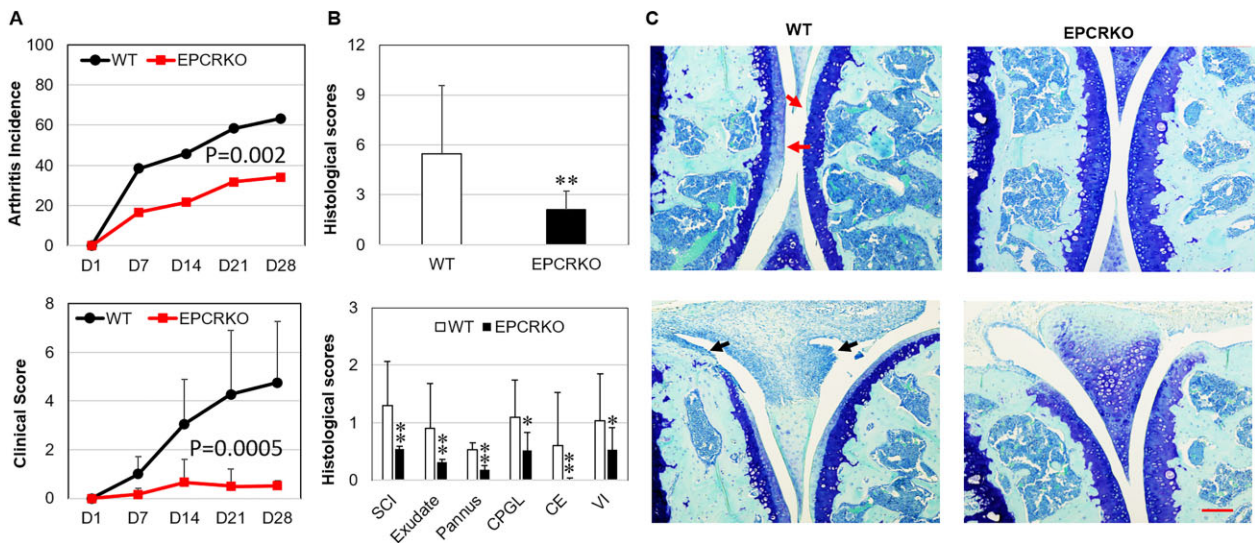 A
Arthritis Incidence
100
80
60
40
20
0
WT EPCRKO
P=0.002
D1 D7 D14 D21 D28
Clinical Score
8
6
4
2
0
WT EPCRKO
P=0.0005
D1 D7 D14 D21 D28
B
Histological scores
12
9
6
3
0
**
WT EPCRKO
Histological scores
3
2
1
0
WT EPCRKO
** ** ** * ** *
SCI Exudate Pannus CPGL CE VI
C
WT EPCRKO